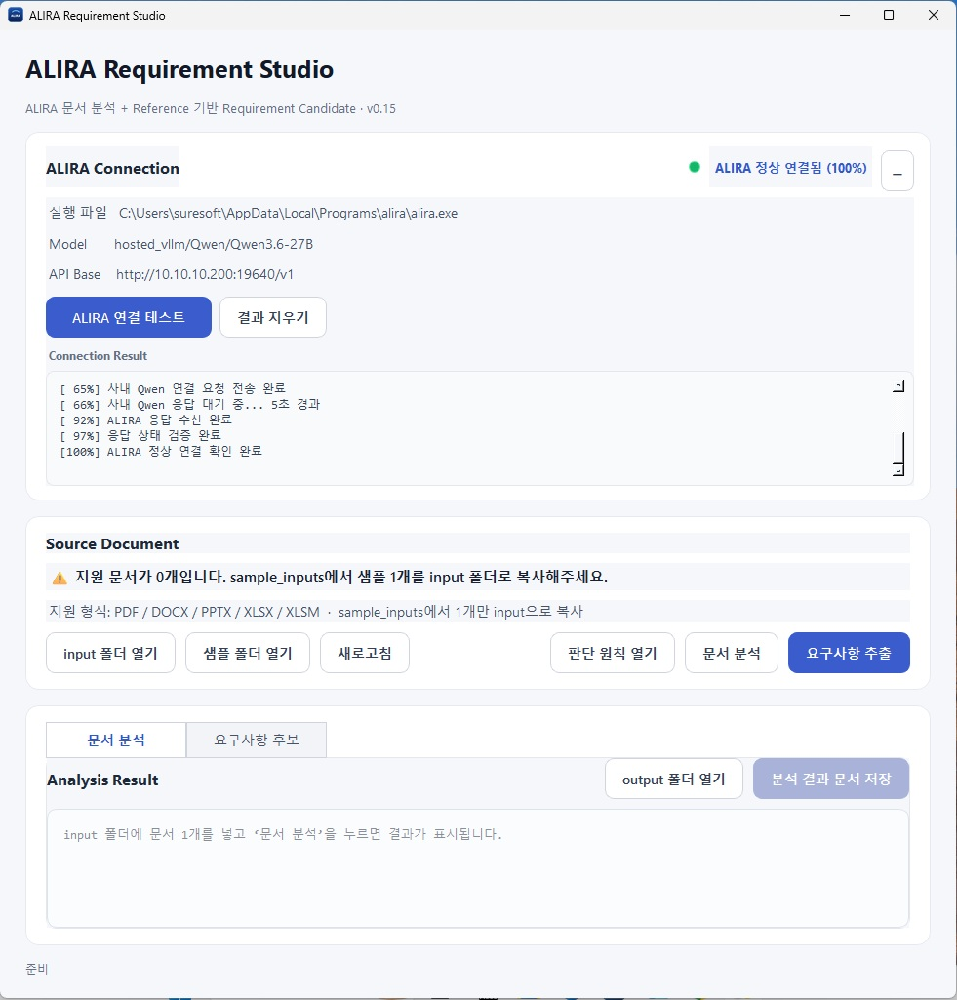 ALIRA Requirement Studio
ALIRA Requirement Studio
ALIRA 문서 분석 + Reference 기반 Requirement Candidate · v0.15
ALIRA Connection
ALIRA 정상 연결됨 (100%)
실행 파일 C:\Users\suresoft\AppData\Local\Programs\alira\alira.exe
Model hosted_vllm/Qwen/Qwen3.6-27B
API Base http://10.10.10.200:19640/v1
ALIRA 연결 테스트 결과 지우기
Connection Result
[ 65%] 사내 Qwen 연결 요청 전송 완료
[ 66%] 사내 Qwen 응답 대기 중... 5초 경과
[ 92%] ALIRA 응답 수신 완료
[ 97%] 응답 상태 검증 완료
[100%] ALIRA 정상 연결 확인 완료
Source Document
지원 문서가 0개입니다. sample_inputs에서 샘플 1개를 input 폴더로 복사해주세요.
지원 형식: PDF / DOCX / PPTX / XLSX / XLSM · sample_inputs에서 1개만 input으로 복사
input 폴더 열기 샘플 폴더 열기 새로고침 판단 원칙 열기 문서 분석 요구사항 추출
문서 분석 요구사항 후보
Analysis Result output 폴더 열기 분석 결과 문서 저장
input 폴더에 문서 1개를 넣고 ‘문서 분석’을 누르면 결과가 표시됩니다.
준비